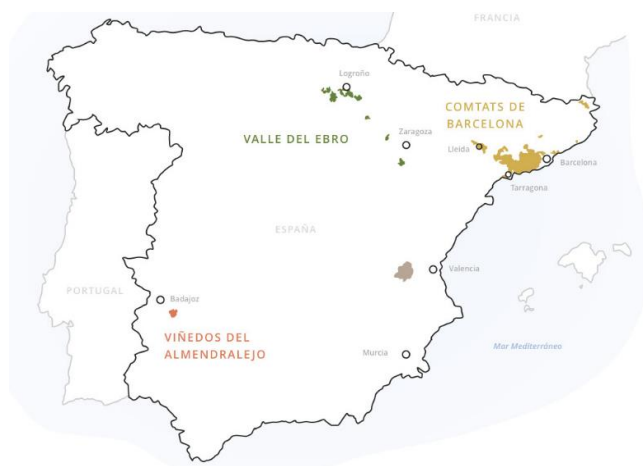 FRANCIA
Logroño
COMTATS DE
BARCELONA
VALLE DEL EBRO
Zaragoza
Lleida
Barcelona
Tarragona
ESPAÑA
Valencia
PORTUGAL
Badajoz
VIÑEDOS DEL
ALMENDRALEJO
Mar Mediterráneo
Murcia